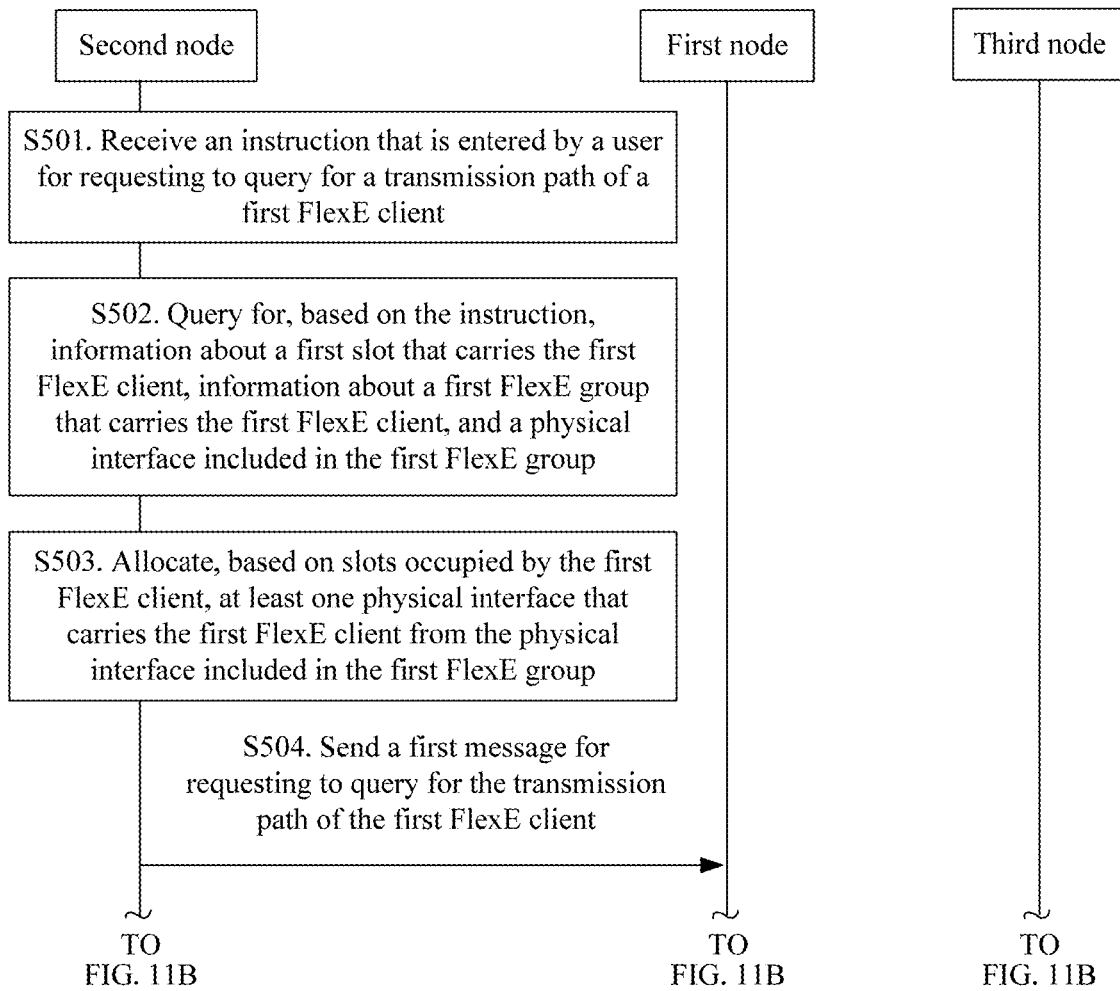 Second node
First node
Third node
S501. Receive an instruction that is entered by a user
for requesting to query for a transmission path of a
first FlexE client
S502. Query for, based on the instruction,
information about a first slot that carries the first
FlexE client, information about a first FlexE group
that carries the first FlexE client, and a physical
interface included in the first FlexE group
S503. Allocate, based on slots occupied by the first
FlexE client, at least one physical interface that
carries the first FlexE client from the physical
interface included in the first FlexE group
S504. Send a first message for
requesting to query for the transmission
path of the first FlexE client
TO
FIG. 11B
TO
FIG. 11B
TO
FIG. 11B